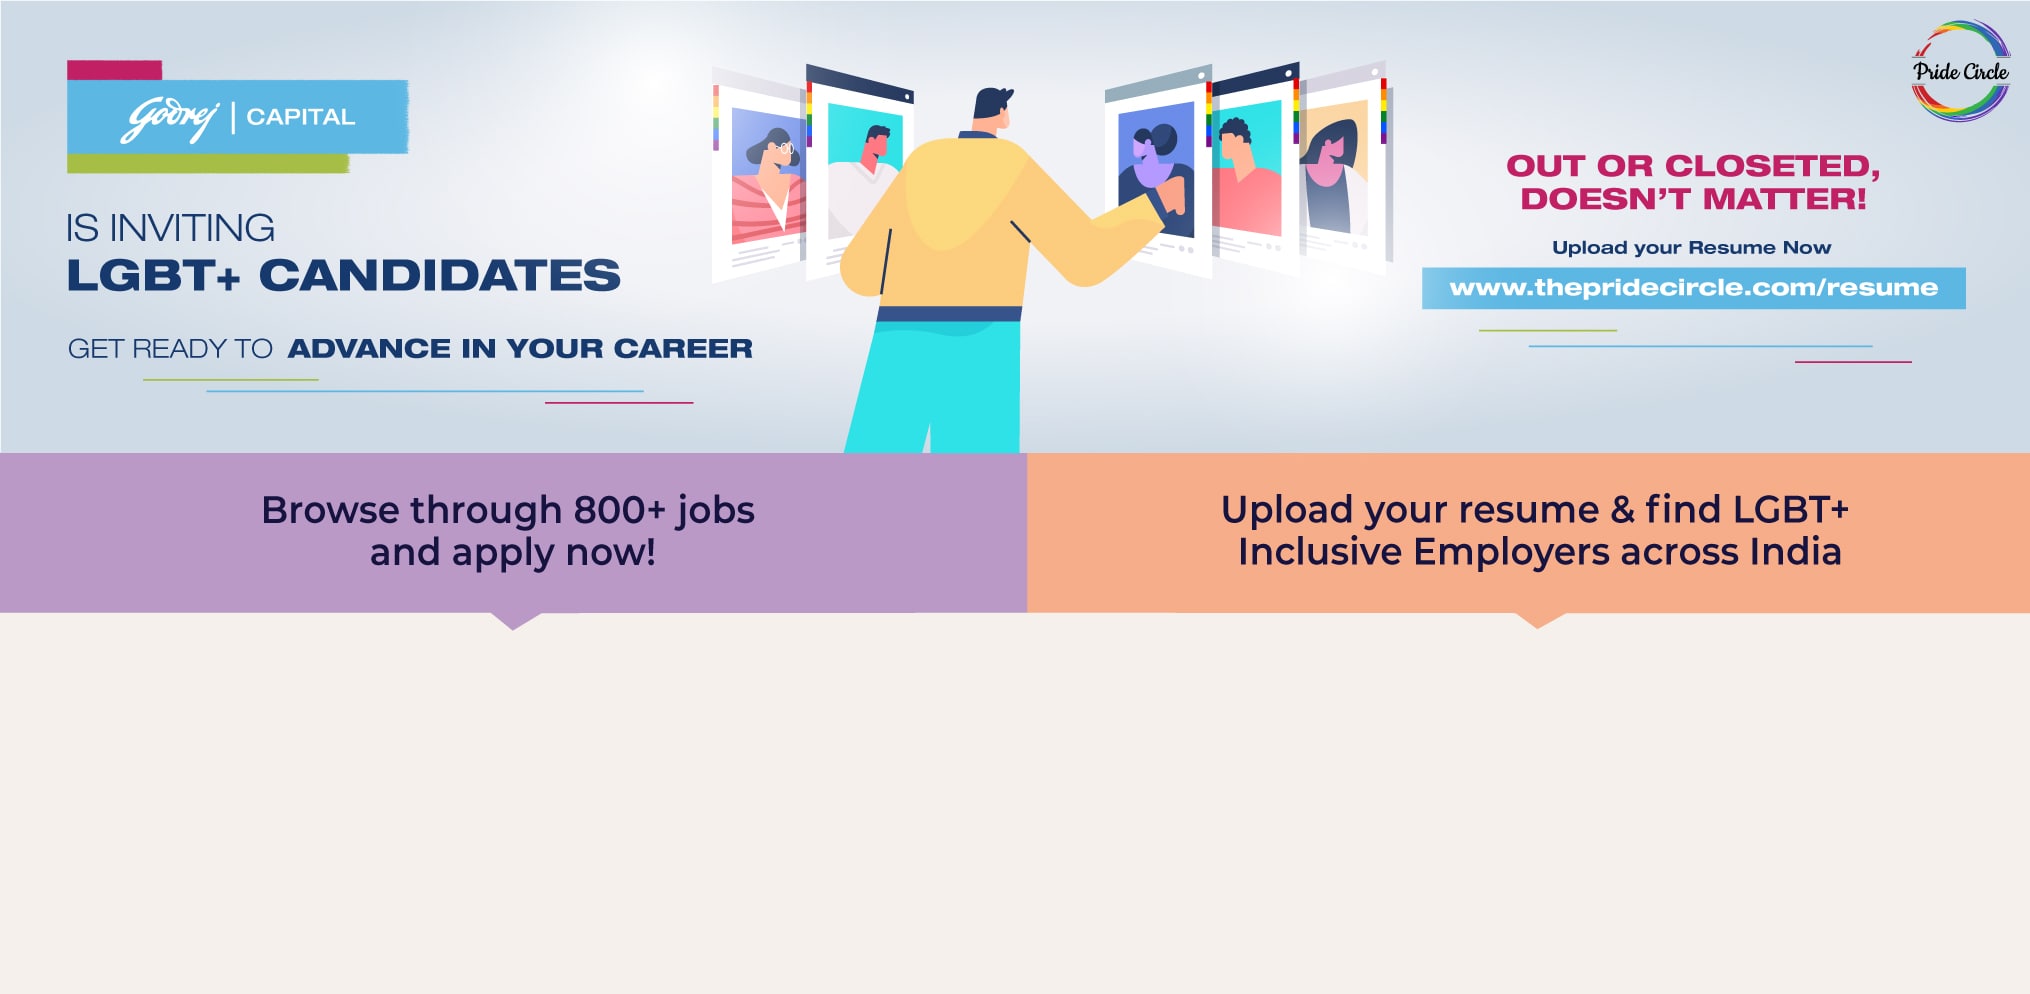 Godrej | CAPITAL
IS INVITING
LGBT+ CANDIDATES
GET READY TO ADVANCE IN YOUR CAREER
Pride Circle
OUT OR CLOSETED,
DOESN'T MATTER!
Upload your Resume Now
www.thepridecircle.com/resume
Browse through 800+ jobs
and apply now!
Upload your resume & find LGBT+
Inclusive Employers across India